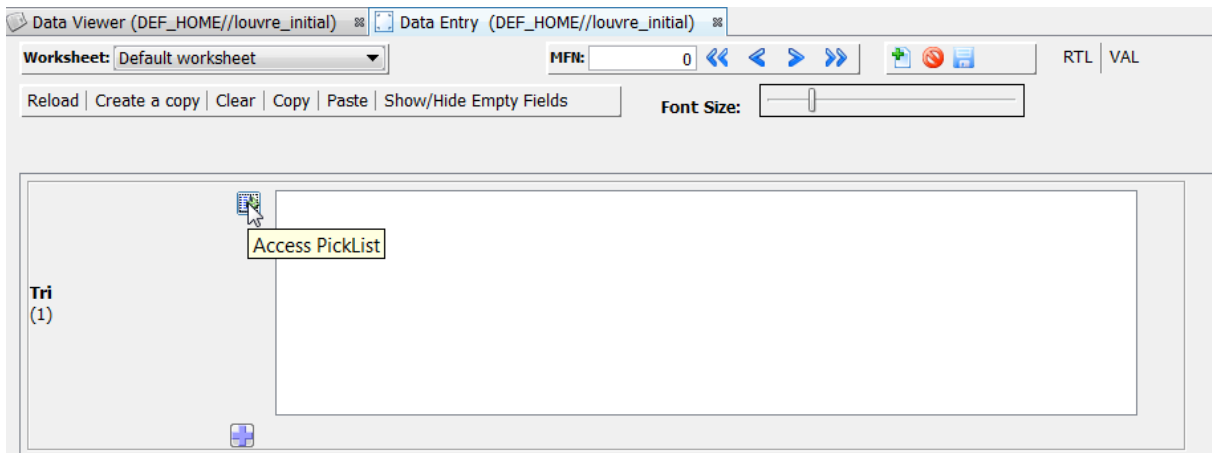 Data Viewer (DEF_HOME//louvre_initial) Data Entry (DEF_HOME//louvre_initial)
Worksheet: Default worksheet MFN: 0 RTL VAL
Reload Create a copy Clear Copy Paste Show/Hide Empty Fields Font Size:
Access PickList
Tri
(1)